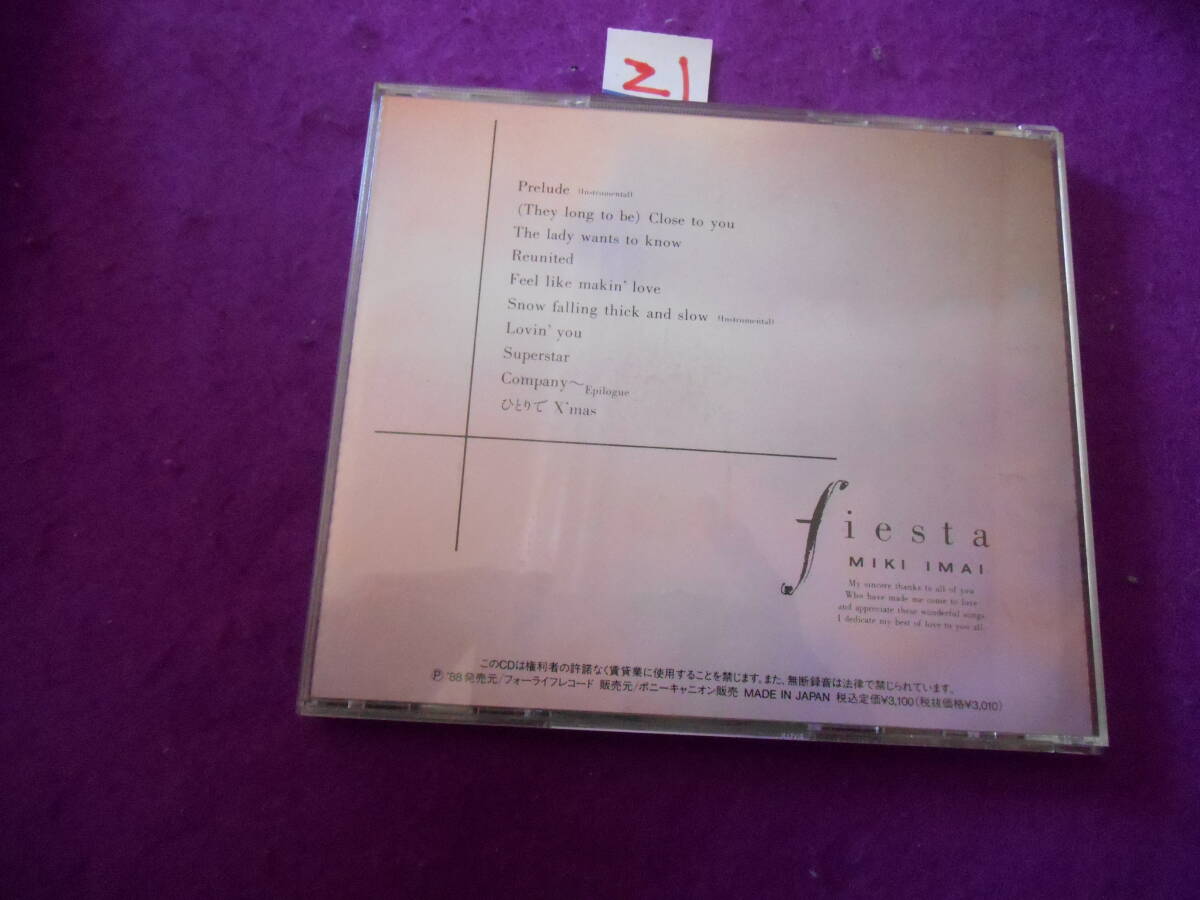 21
Prelude (Instrumental)
(They long to be) Close to you
The lady wants to know
Reunited
Feel like makin' love
Snow falling thick and slow (Instrumental)
Lovin' you
Superstar
Company～Epilogue
ひとりで X'mas
fiesta
MIKI IMAI
My sincere thanks to all of you
Who have made me come to love
and appreciate these wonderful songs
I dedicate my best of love to you all.
このCDは権利者の許諾なく賃貸業に使用することを禁じます。また、無断録音は法律で禁じられています。
Ⓟ '88 発売元/フォーライフレコード 販売元/ポニーキャニオン販売 MADE IN JAPAN 税込定価¥3,100(税抜価格¥3,010)